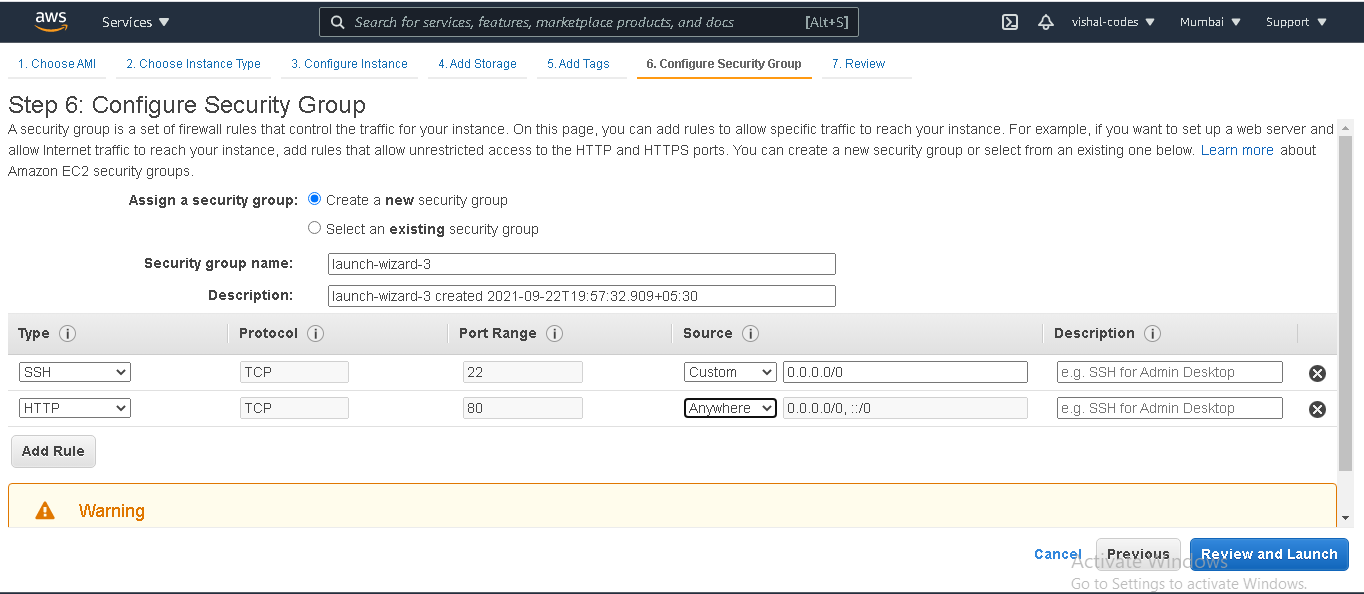 aws Services Search for services, features, marketplace products, and docs [Alt+S] vishal-codes Mumbai Support
1. Choose AMI 2. Choose Instance Type 3. Configure Instance 4. Add Storage 5. Add Tags 6. Configure Security Group 7. Review
Step 6: Configure Security Group
A security group is a set of firewall rules that control the traffic for your instance. On this page, you can add rules to allow specific traffic to reach your instance. For example, if you want to set up a web server and
allow Internet traffic to reach your instance, add rules that allow unrestricted access to the HTTP and HTTPS ports. You can create a new security group or select from an existing one below. Learn more about
Amazon EC2 security groups.
Assign a security group: Create a new security group
Select an existing security group
Security group name: launch-wizard-3
Description: launch-wizard-3 created 2021-09-22T19:57:32.909+05:30
Type i Protocol i Port Range i Source i Description i
SSH TCP 22 Custom 0.0.0.0/0 e.g. SSH for Admin Desktop
HTTP TCP 80 Anywhere 0.0.0.0/0, ::/0 e.g. SSH for Admin Desktop
Add Rule
Warning
Cancel Previous Review and Launch
Activate Windows
Go to Settings to activate Windows.